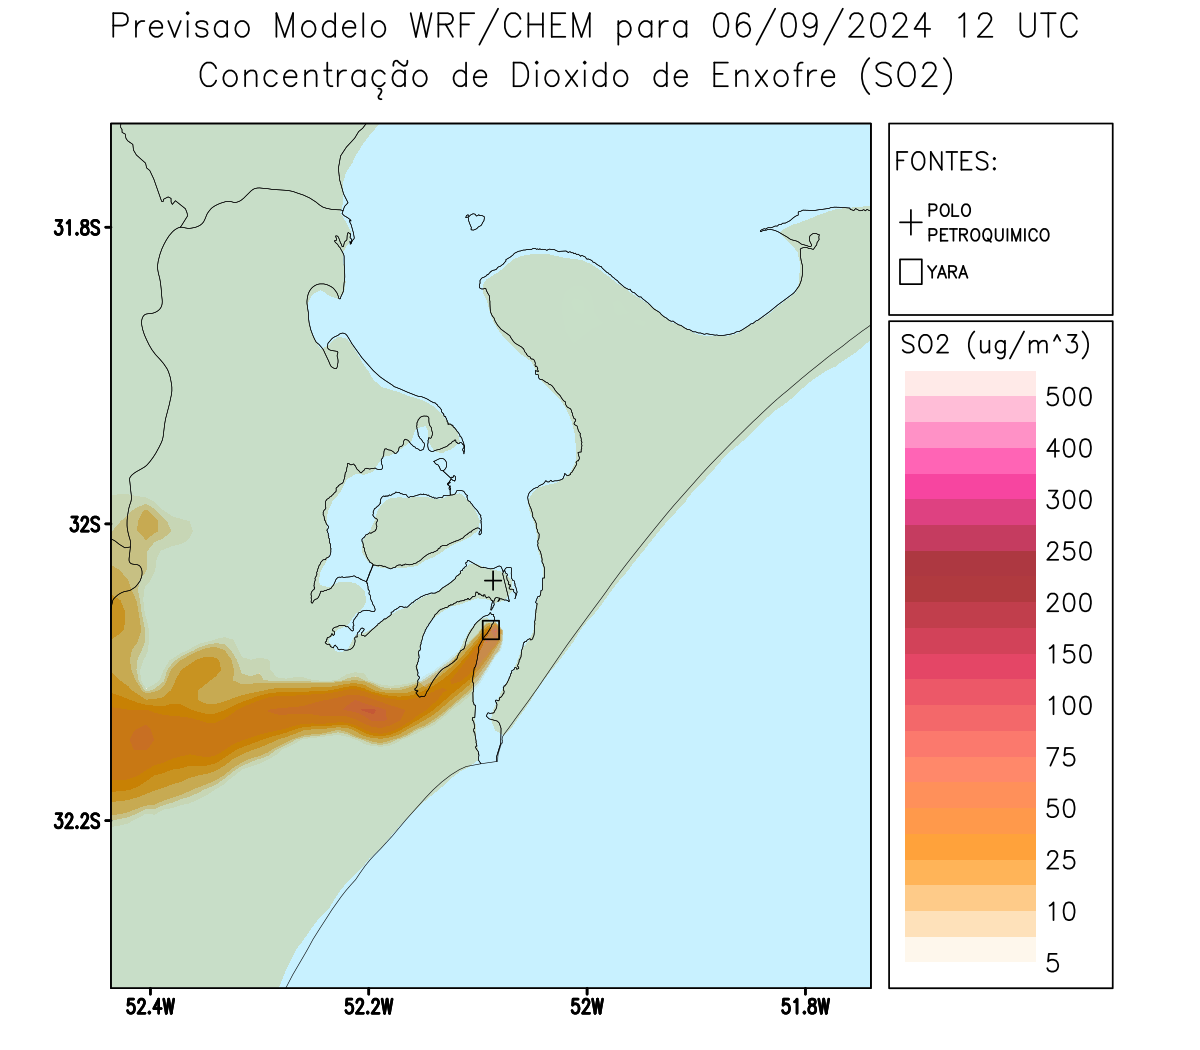 Previsao Modelo WRF/CHEM para 06/09/2024 12 UTC
Concentração de Dioxido de Enxofre (SO2)
FONTES:
POLO
PETROQUIMICO
YARA
SO2 (ug/m^3)
500
400
300
250
200
150
100
75
50
25
10
5
31.8S
32S
32.2S
52.4W
52.2W
52W
51.8W